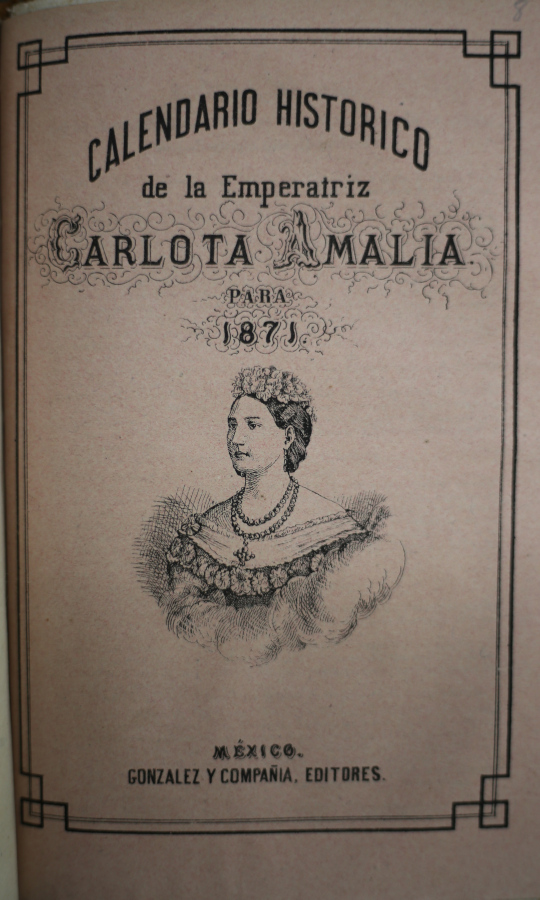 CALENDARIO HISTORICO
de la Emperatriz
CARLOTA AMALIA.
PARA
1871.
MÉXICO.
GONZALEZ Y COMPAÑIA, EDITORES.